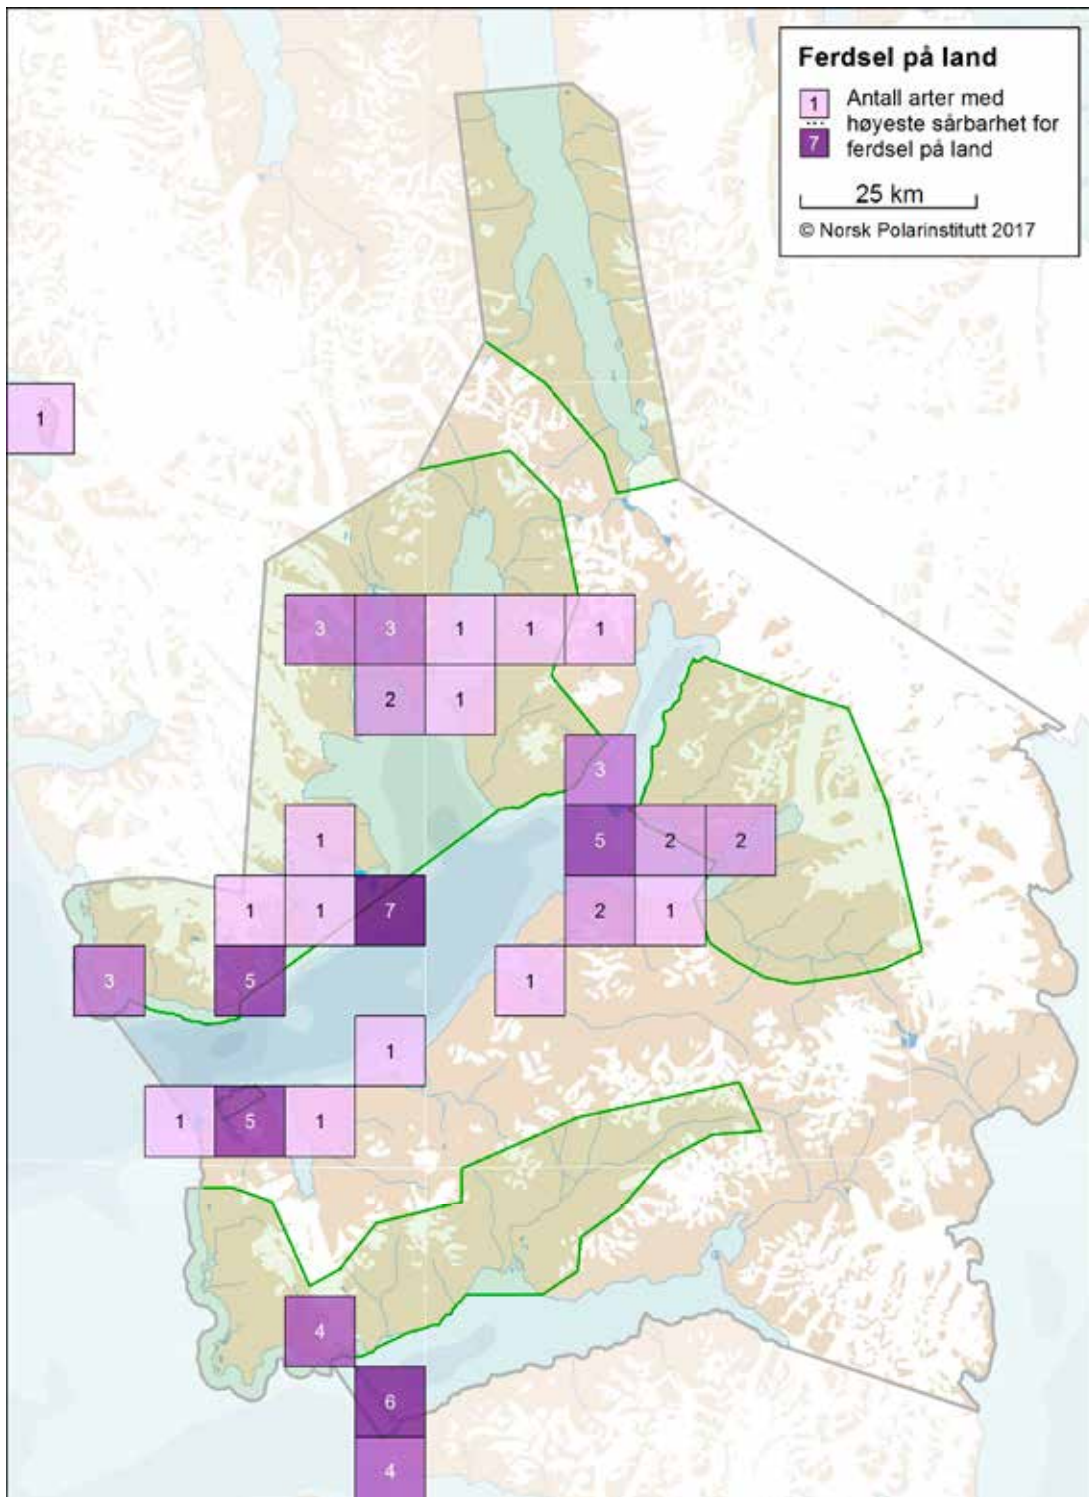 Ferdsel på land
1
Antall arter med
...
høyeste sårbarhet for
7
ferdsel på land
25 km
© Norsk Polarinstitutt 2017
1
3 3 1 1 1
2 1
3
1 5 2 2
1 1 7 2 1
3 5 1
1
1 5 1
4
6
4